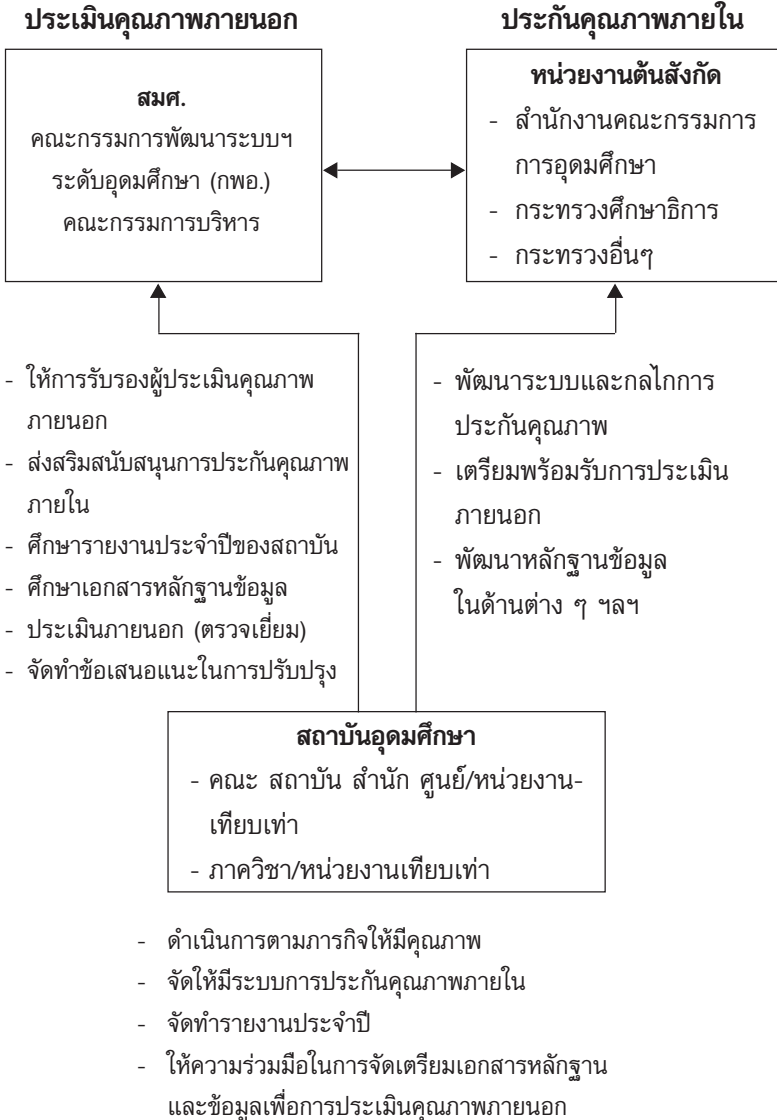 ประเมินคุณภาพภายนอก
ประกันคุณภาพภายใน
สมศ.
คณะกรรมการพัฒนาระบบฯ
ระดับอุดมศึกษา (กพอ.)
คณะกรรมการบริหาร
หน่วยงานต้นสังกัด
- สำนักงานคณะกรรมการ
การอุดมศึกษา
- กระทรวงศึกษาธิการ
- กระทรวงอื่นๆ
- ให้การรับรองผู้ประเมินคุณภาพ
ภายนอก
- ส่งสริมสนับสนุนการประกันคุณภาพ
ภายใน
- ศึกษารายงานประจำปีของสถาบัน
- ศึกษาเอกสารหลักฐานข้อมูล
- ประเมินภายนอก (ตรวจเยี่ยม)
- จัดทำข้อเสนอแนะในการปรับปรุง
- พัฒนาระบบและกลไกการ
ประกันคุณภาพ
- เตรียมพร้อมรับการประเมิน
ภายนอก
- พัฒนาหลักฐานข้อมูล
ในด้านต่าง ๆ ฯลฯ
สถาบันอุดมศึกษา
- คณะ สถาบัน สำนัก ศูนย์/หน่วยงาน-
เทียบเท่า
- ภาควิชา/หน่วยงานเทียบเท่า
- ดำเนินการตามภารกิจให้มีคุณภาพ
- จัดให้มีระบบการประกันคุณภาพภายใน
- จัดทำรายงานประจำปี
- ให้ความร่วมมือในการจัดเตรียมเอกสารหลักฐาน
และข้อมูลเพื่อการประเมินคุณภาพภายนอก